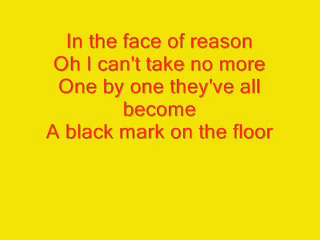 In the face of reason
Oh I can't take no more
One by one they've all
become
A black mark on the floor